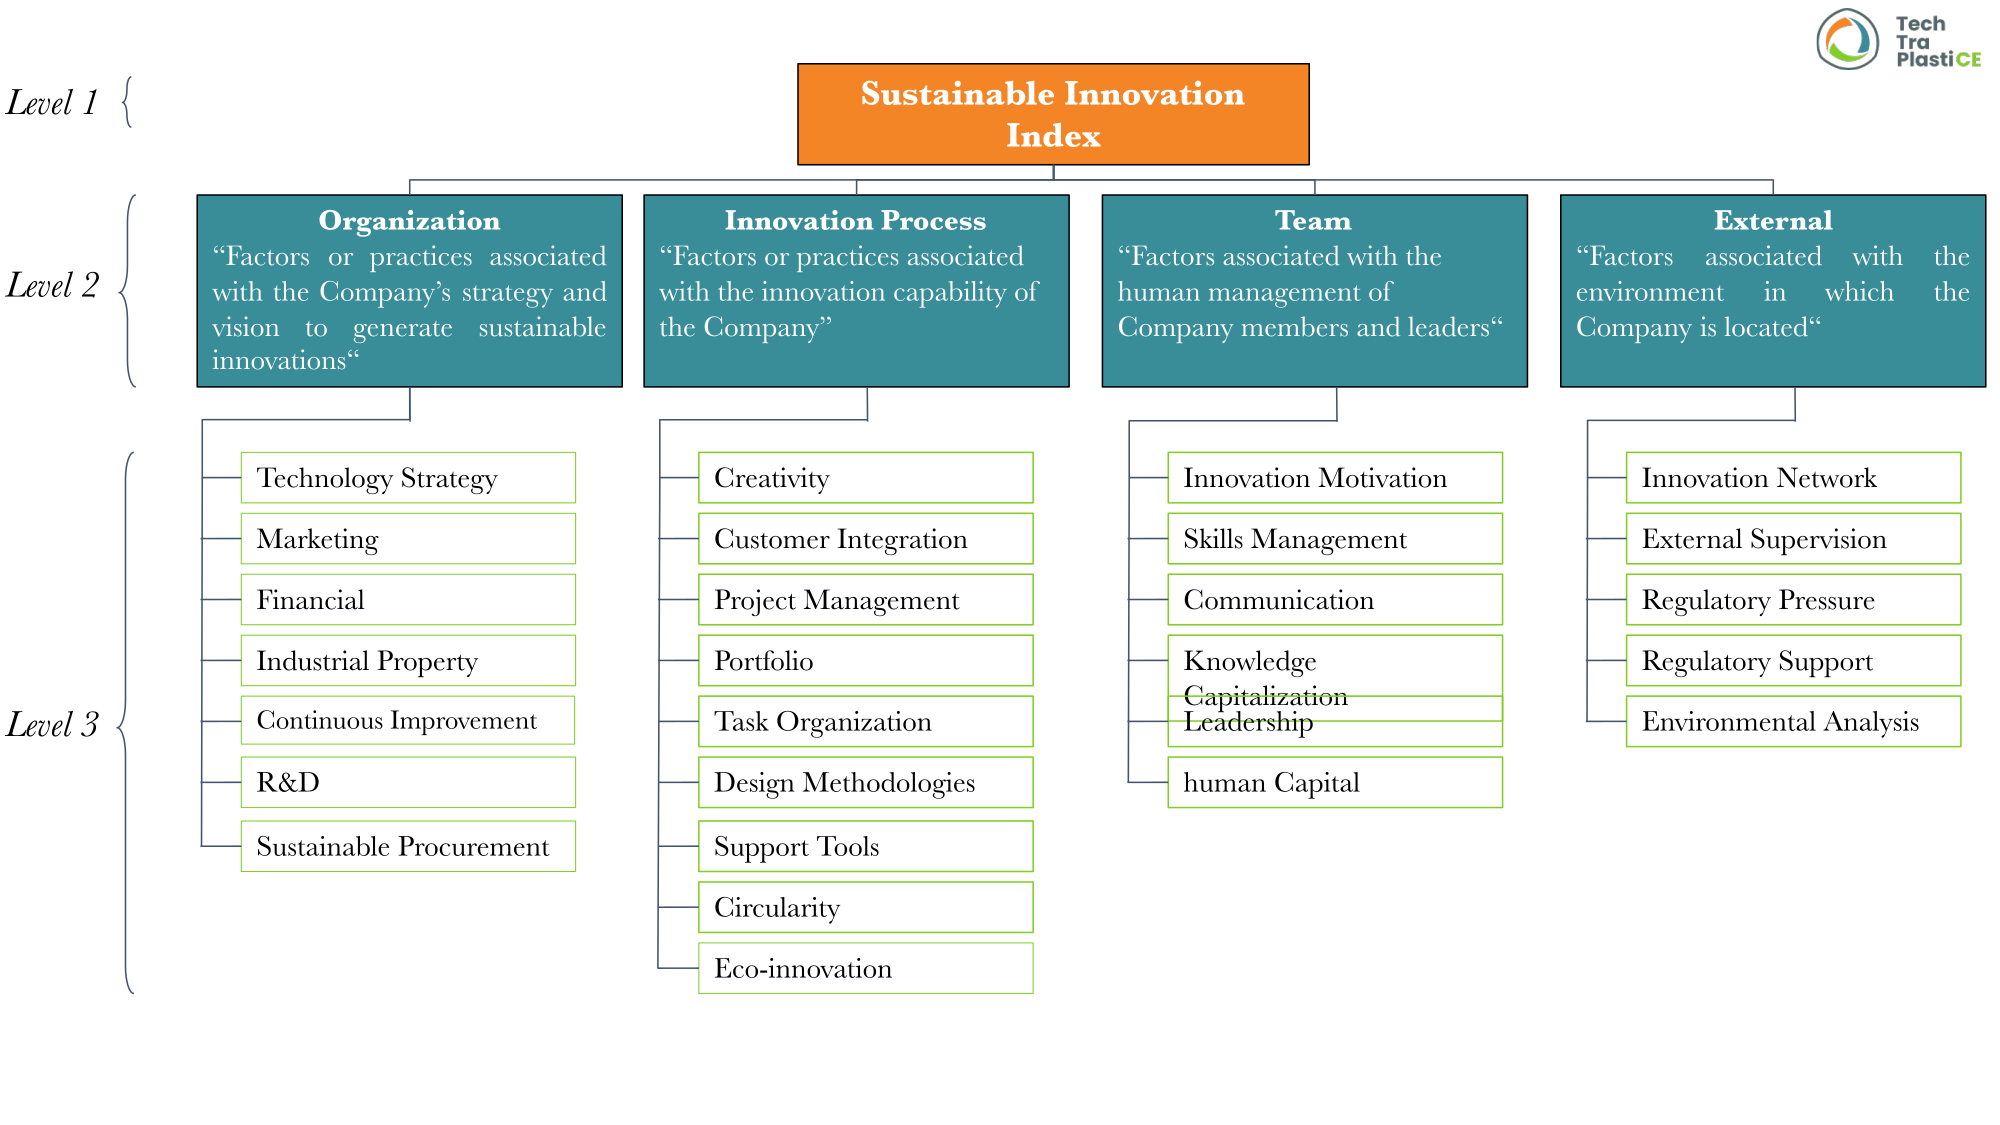 Tech
Tra
PlastiCE
Level 1
Sustainable Innovation
Index
Level 2
Organization
“Factors or practices associated
with the Company’s strategy and
vision to generate sustainable
innovations“
Innovation Process
“Factors or practices associated
with the innovation capability of
the Company”
Team
“Factors associated with the
human management of
Company members and leaders“
External
“Factors associated with the
environment in which the
Company is located“
Level 3
Technology Strategy
Marketing
Financial
Industrial Property
Continuous Improvement
R&D
Sustainable Procurement
Creativity
Customer Integration
Project Management
Portfolio
Task Organization
Design Methodologies
Support Tools
Circularity
Eco-innovation
Innovation Motivation
Skills Management
Communication
Knowledge
Capitalization
Leadership
human Capital
Innovation Network
External Supervision
Regulatory Pressure
Regulatory Support
Environmental Analysis